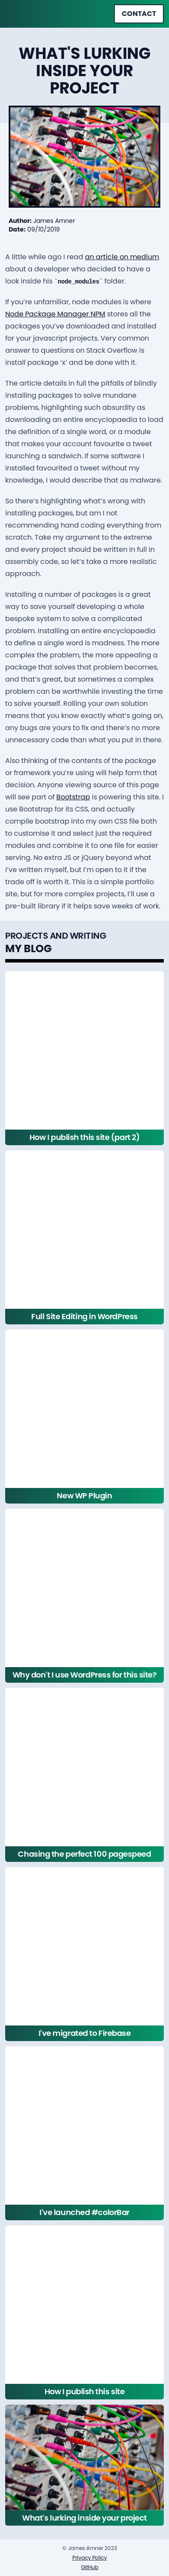 CONTACT
WHAT'S LURKING
INSIDE YOUR
PROJECT
Author: James Amner
Date: 09/10/2019
A little while ago I read an article on medium
about a developer who decided to have a
look inside his `node_modules` folder.
If you're unfamiliar, node modules is where
Node Package Manager NPM stores all the
packages you've downloaded and installed
for your javascript projects. Very common
answer to questions on Stack Overflow is
install package 'x' and be done with it.
The article details in full the pitfalls of blindly
installing packages to solve mundane
problems, highlighting such absurdity as
downloading an entire encyclopaedia to load
the definition of a single word, or a module
that makes your account favourite a tweet
launching a sandwich. If some software I
installed favourited a tweet without my
knowledge, I would describe that as malware.
So there's highlighting what's wrong with
installing packages, but am I not
recommending hand coding everything from
scratch. Take my argument to the extreme
and every project should be written in full in
assembly code, so let's take a more realistic
approach.
Installing a number of packages is a great
way to save yourself developing a whole
bespoke system to solve a complicated
problem. Installing an entire encyclopaedia
to define a single word is madness. The more
complex the problem, the more appealing a
package that solves that problem becomes,
and that's great, but sometimes a complex
problem can be worthwhile investing the time
to solve yourself. Rolling your own solution
means that you know exactly what's going on,
any bugs are yours to fix and there's no more
unnecessary code than what you put in there.
Also thinking of the contents of the package
or framework you're using will help form that
decision. Anyone viewing source of this page
will see part of Bootstrap is powering this site. I
use Bootstrap for its CSS, and actually
compile bootstrap into my own CSS file both
to customise it and select just the required
modules and combine it to one file for easier
serving. No extra JS or jQuery beyond what
I've written myself, but I'm open to it If the
trade off is worth it. This is a simple portfolio
site, but for more complex projects, I'll use a
pre-built library if it helps save weeks of work.
PROJECTS AND WRITING
MY BLOG
How I publish this site (part 2)
Full Site Editing in WordPress
New WP Plugin
Why don't I use WordPress for this site?
Chasing the perfect 100 pagespeed
I've migrated to Firebase
I've launched #colorBar
How I publish this site
What's lurking inside your project
© James Amner 2023
Privacy Policy
GitHub